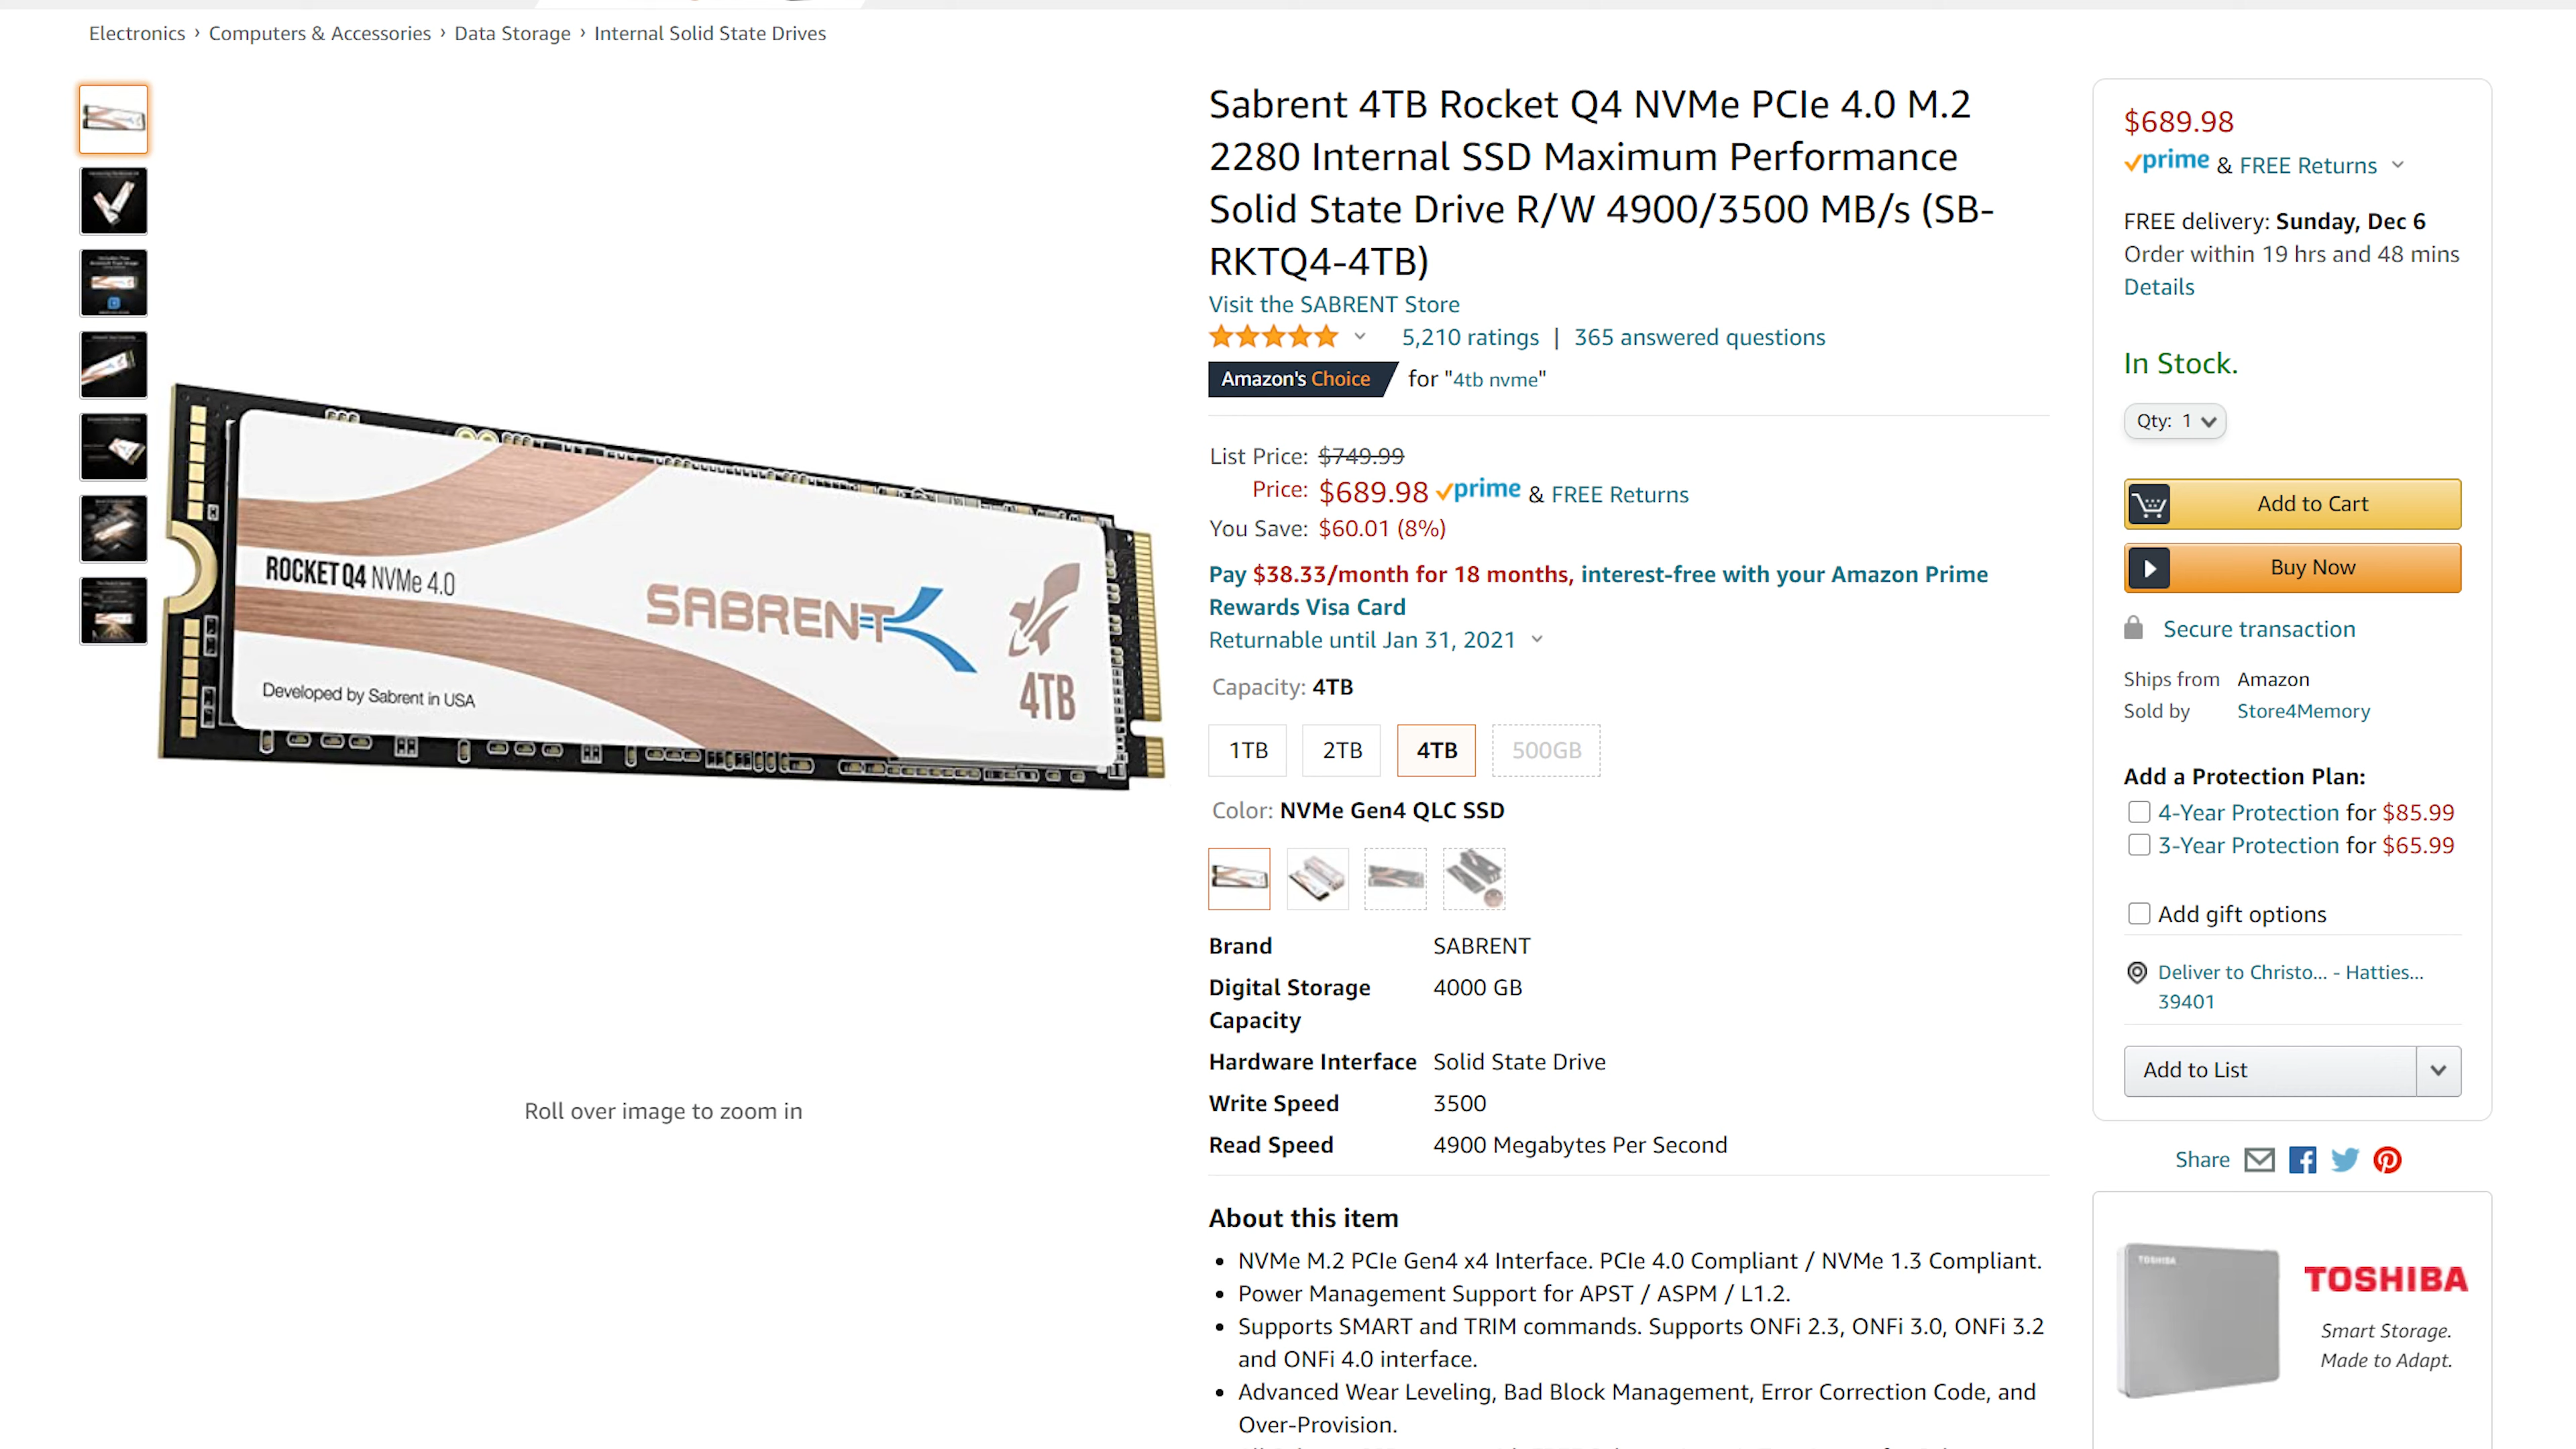 Electronics › Computers & Accessories › Data Storage › Internal Solid State Drives
ROCKET Q4 NVMe 4.0
SABRENT
4TB
Developed by Sabrent in USA
Roll over image to zoom in
Sabrent 4TB Rocket Q4 NVMe PCIe 4.0 M.2
2280 Internal SSD Maximum Performance
Solid State Drive R/W 4900/3500 MB/s (SB-
RKTQ4-4TB)
Visit the SABRENT Store
5,210 ratings | 365 answered questions
Amazon's Choice for "4tb nvme"
List Price: $749.99
Price: $689.98 prime & FREE Returns
You Save: $60.01 (8%)
Pay $38.33/month for 18 months, interest-free with your Amazon Prime
Rewards Visa Card
Returnable until Jan 31, 2021
Capacity: 4TB
1TB 2TB 4TB 500GB
Color: NVMe Gen4 QLC SSD
Brand SABRENT
Digital Storage 4000 GB
Capacity
Hardware Interface Solid State Drive
Write Speed 3500
Read Speed 4900 Megabytes Per Second
About this item
• NVMe M.2 PCIe Gen4 x4 Interface. PCIe 4.0 Compliant / NVMe 1.3 Compliant.
• Power Management Support for APST / ASPM / L1.2.
• Supports SMART and TRIM commands. Supports ONFi 2.3, ONFi 3.0, ONFi 3.2
and ONFi 4.0 interface.
• Advanced Wear Leveling, Bad Block Management, Error Correction Code, and
Over-Provision.
$689.98
prime & FREE Returns
FREE delivery: Sunday, Dec 6
Order within 19 hrs and 48 mins
Details
In Stock.
Qty: 1
Add to Cart
Buy Now
Secure transaction
Ships from Amazon
Sold by Store4Memory
Add a Protection Plan:
4-Year Protection for $85.99
3-Year Protection for $65.99
Add gift options
Deliver to Christo... - Hatties...
39401
Add to List
Share
TOSHIBA
TOSHIBA
Smart Storage.
Made to Adapt.